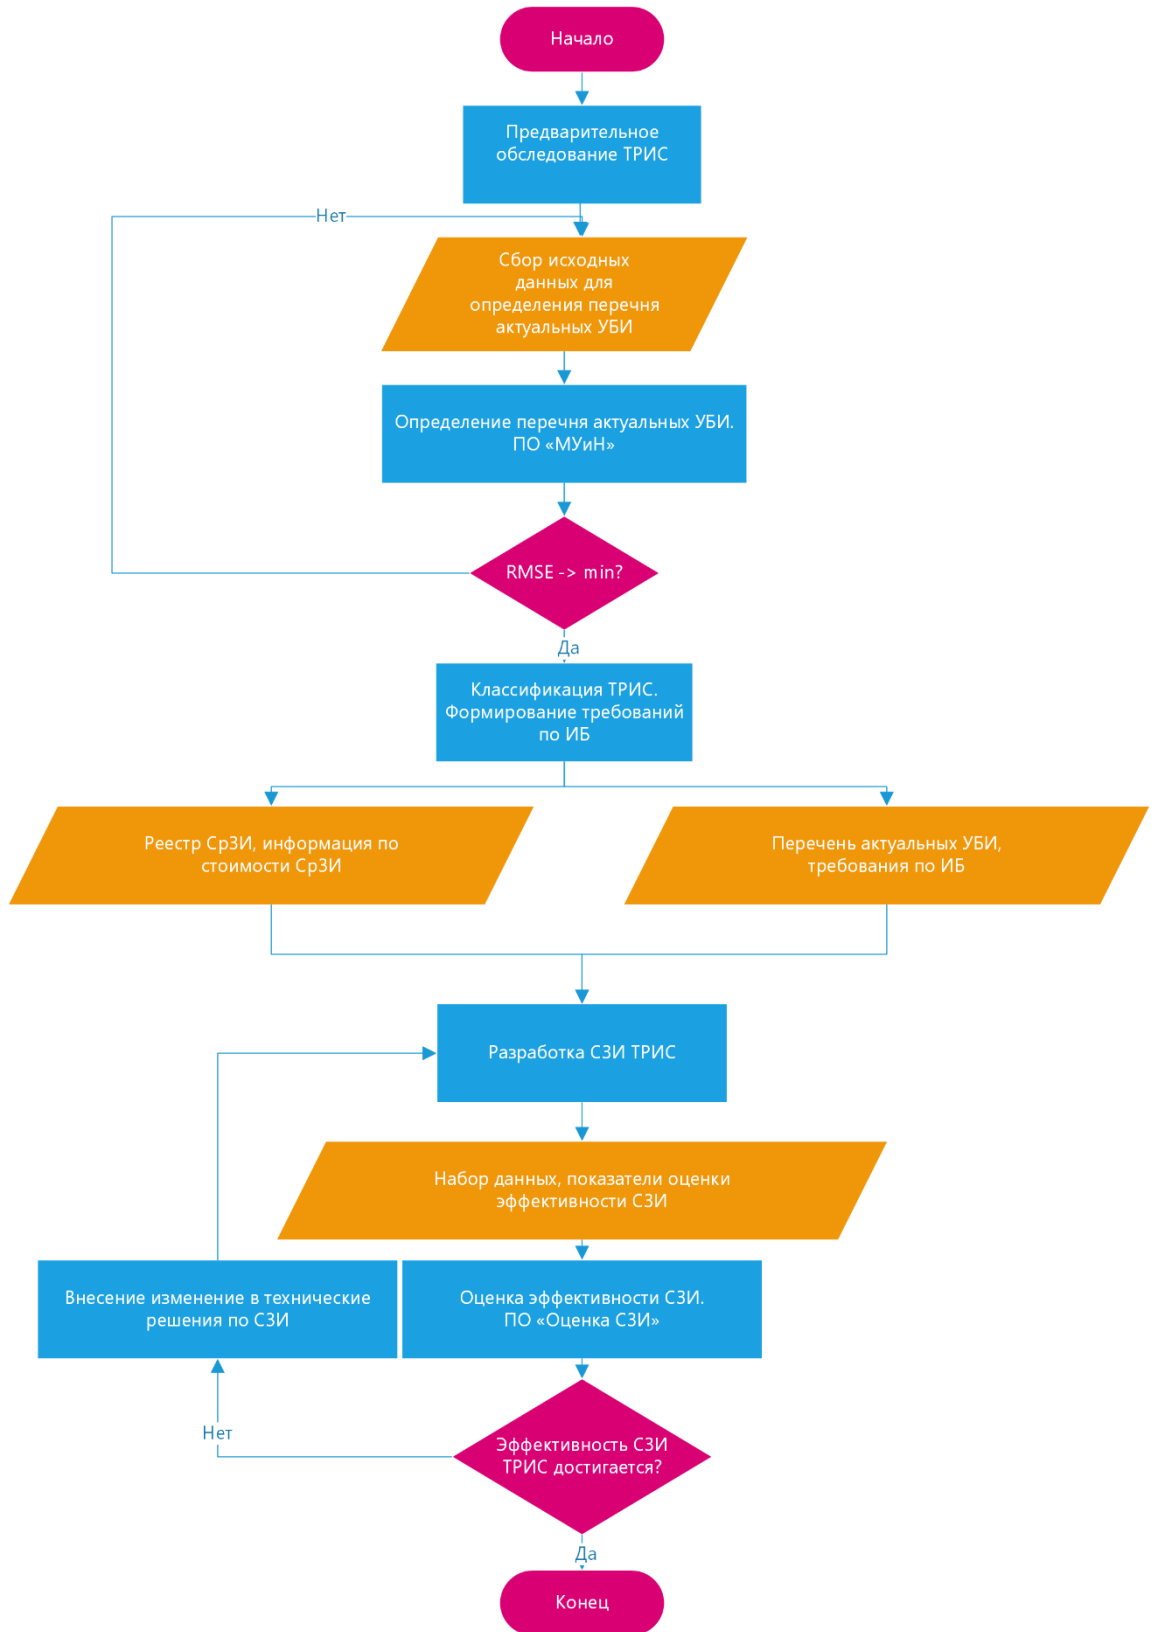 Начало
Предварительное
обследование ТРИС
Нет
Сбор исходных
данных для
определения перечня
актуальных УБИ
Определение перечня актуальных УБИ.
ПО «МУиН»
RMSE -> min?
Да
Классификация ТРИС.
Формирование требований
по ИБ
Реестр СрЗИ, информация по
стоимости СрЗИ
Перечень актуальных УБИ,
требования по ИБ
Разработка СЗИ ТРИС
Набор данных, показатели оценки
эффективности СЗИ
Внесение изменение в технические
решения по СЗИ
Оценка эффективности СЗИ.
ПО «Оценка СЗИ»
Нет
Эффективность СЗИ
ТРИС достигается?
Да
Конец